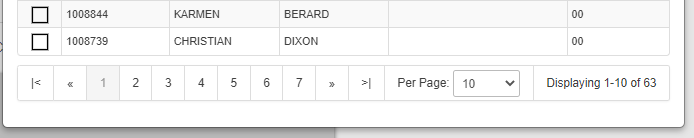 1008844 KARMEN BERARD 00
1008739 CHRISTIAN DIXON 00
|< « 1 2 3 4 5 6 7 » >| Per Page: 10 Displaying 1-10 of 63